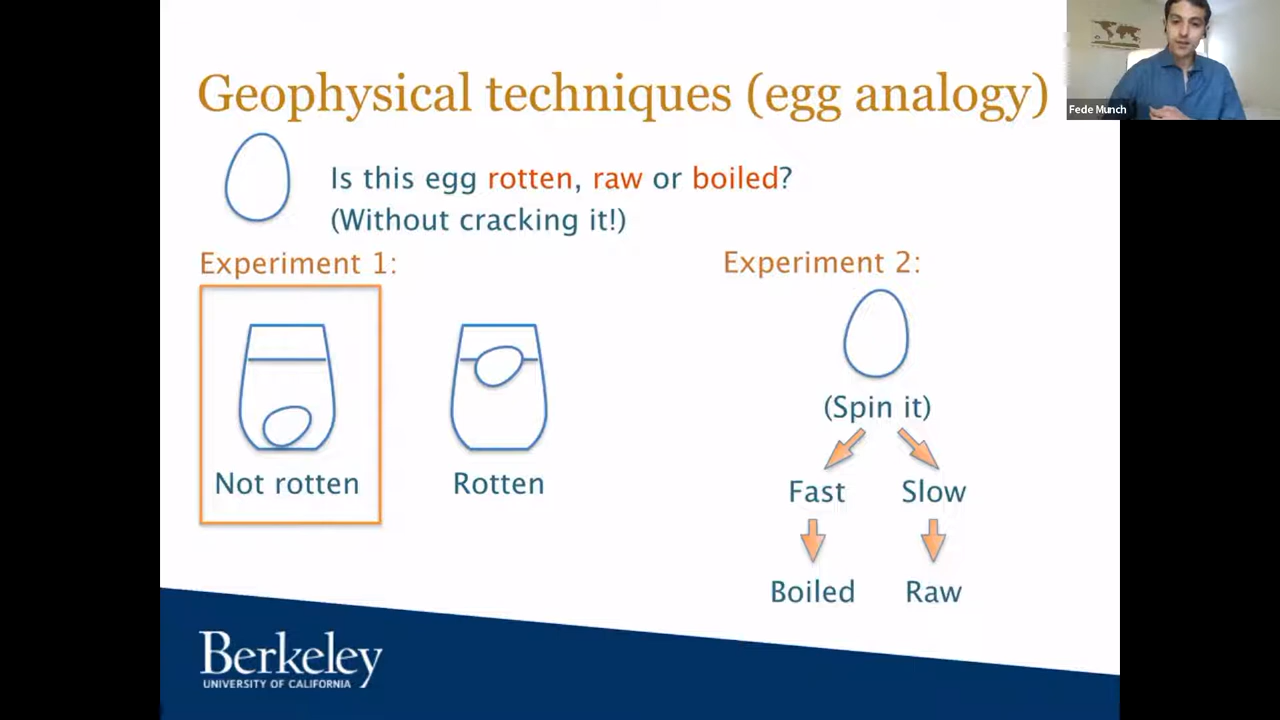 Geophysical techniques (egg analogy)
Fede Munch
Is this egg rotten, raw or boiled?
(Without cracking it!)
Experiment 1:
Not rotten
Rotten
Experiment 2:
(Spin it)
Fast
Slow
Boiled
Raw
Berkeley
UNIVERSITY OF CALIFORNIA